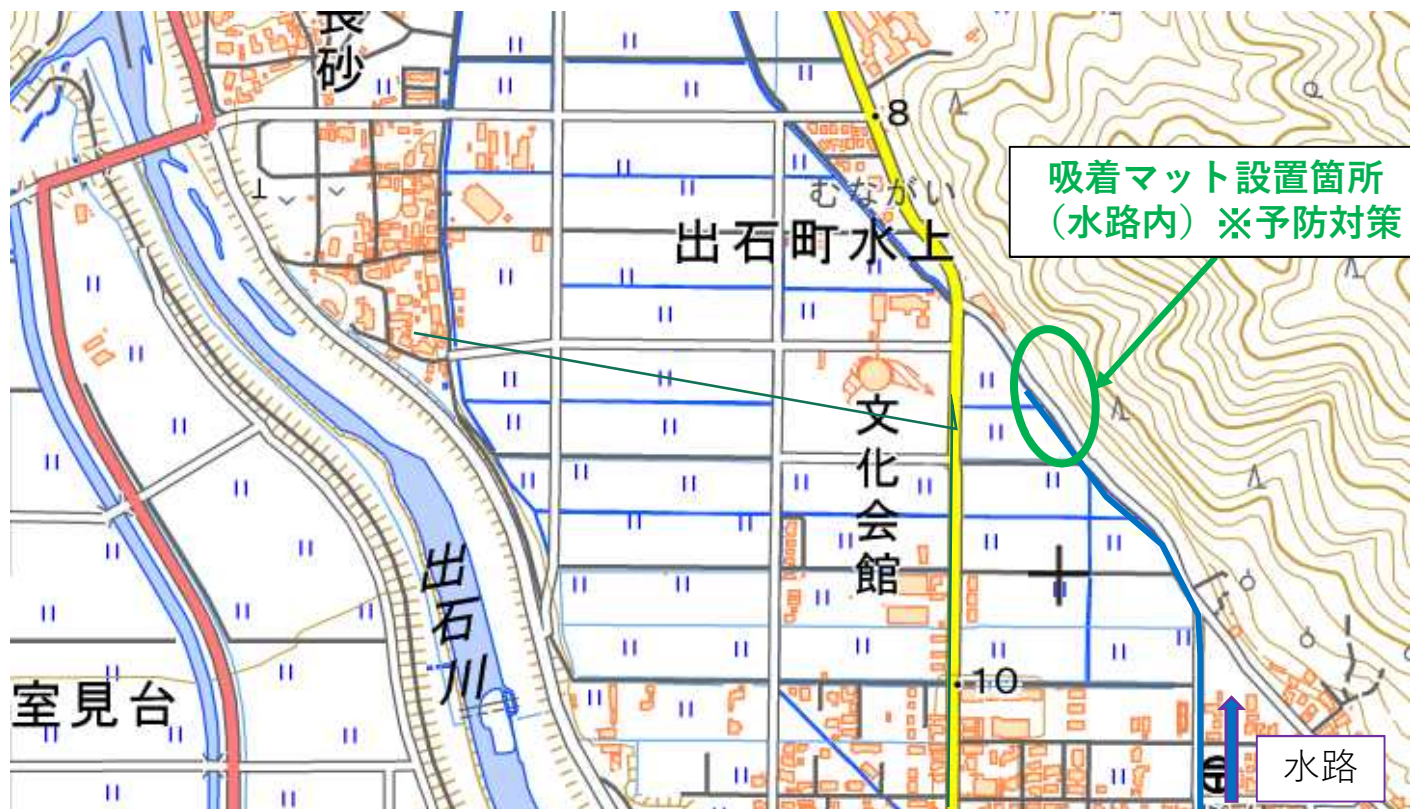 長砂
8
吸着マット設置箇所
（水路内）※予防対策
むながい
出石町水上
文化会館
出石川
10
室見台
水路